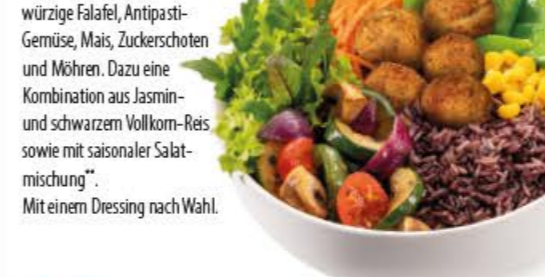 würzige Falafel, Antipasti-
Gemüse, Mais, Zuckerschoten
und Möhren. Dazu eine
Kombination aus Jasmin-
und schwarzem Vollkorn-Reis
sowie mit saisonaler Salat-
mischung**.
Mit einem Dressing nach Wahl.